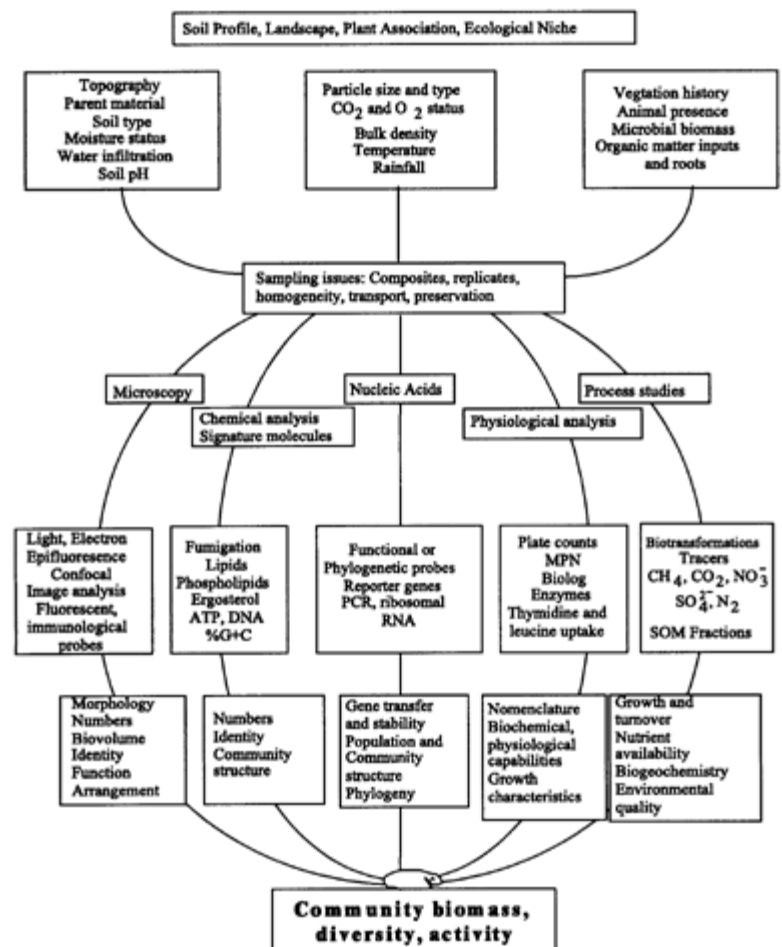 Soil Profile, Landscape, Plant Association, Ecological Niche
Topography
Parent material
Soil type
Moisture status
Water infiltration
Soil pH
Particle size and type
CO2 and O 2 status
Bulk density
Temperature
Rainfall
Vegtation history
Animal presence
Microbial biomass
Organic matter inputs
and roots
Sampling issues: Composites, replicates,
homogeneity, transport, preservation
Microscopy
Chemical analysis
Signature molecules
Nucleic Acids
Physiological analysis
Process studies
Light, Electron
Epifluoresence
Confocal
Image analysis
Fluorescent,
immunological
probes
Fumigation
Lipids
Phospholipids
Ergosterol
ATP, DNA
%G+C
Functional or
Phylogenetic probes
Reporter genes
PCR, ribosomal
RNA
Plate counts
MPN
Biolog
Enzymes
Thymidine and
leucine uptake
Biotransformations
Tracers
CH4, CO2, NO3−
SO42−, N2
SOM Fractions
Morphology
Numbers
Biovolume
Identity
Function
Arrangement
Numbers
Identity
Community
structure
Gene transfer
and stability
Population and
Community
structure
Phylogeny
Nomenclature
Biochemical,
physiological
capabilities
Growth
characteristics
Growth and
turnover
Nutrient
availability
Biogeochemistry
Environmental
quality
Community biomass,
diversity, activity